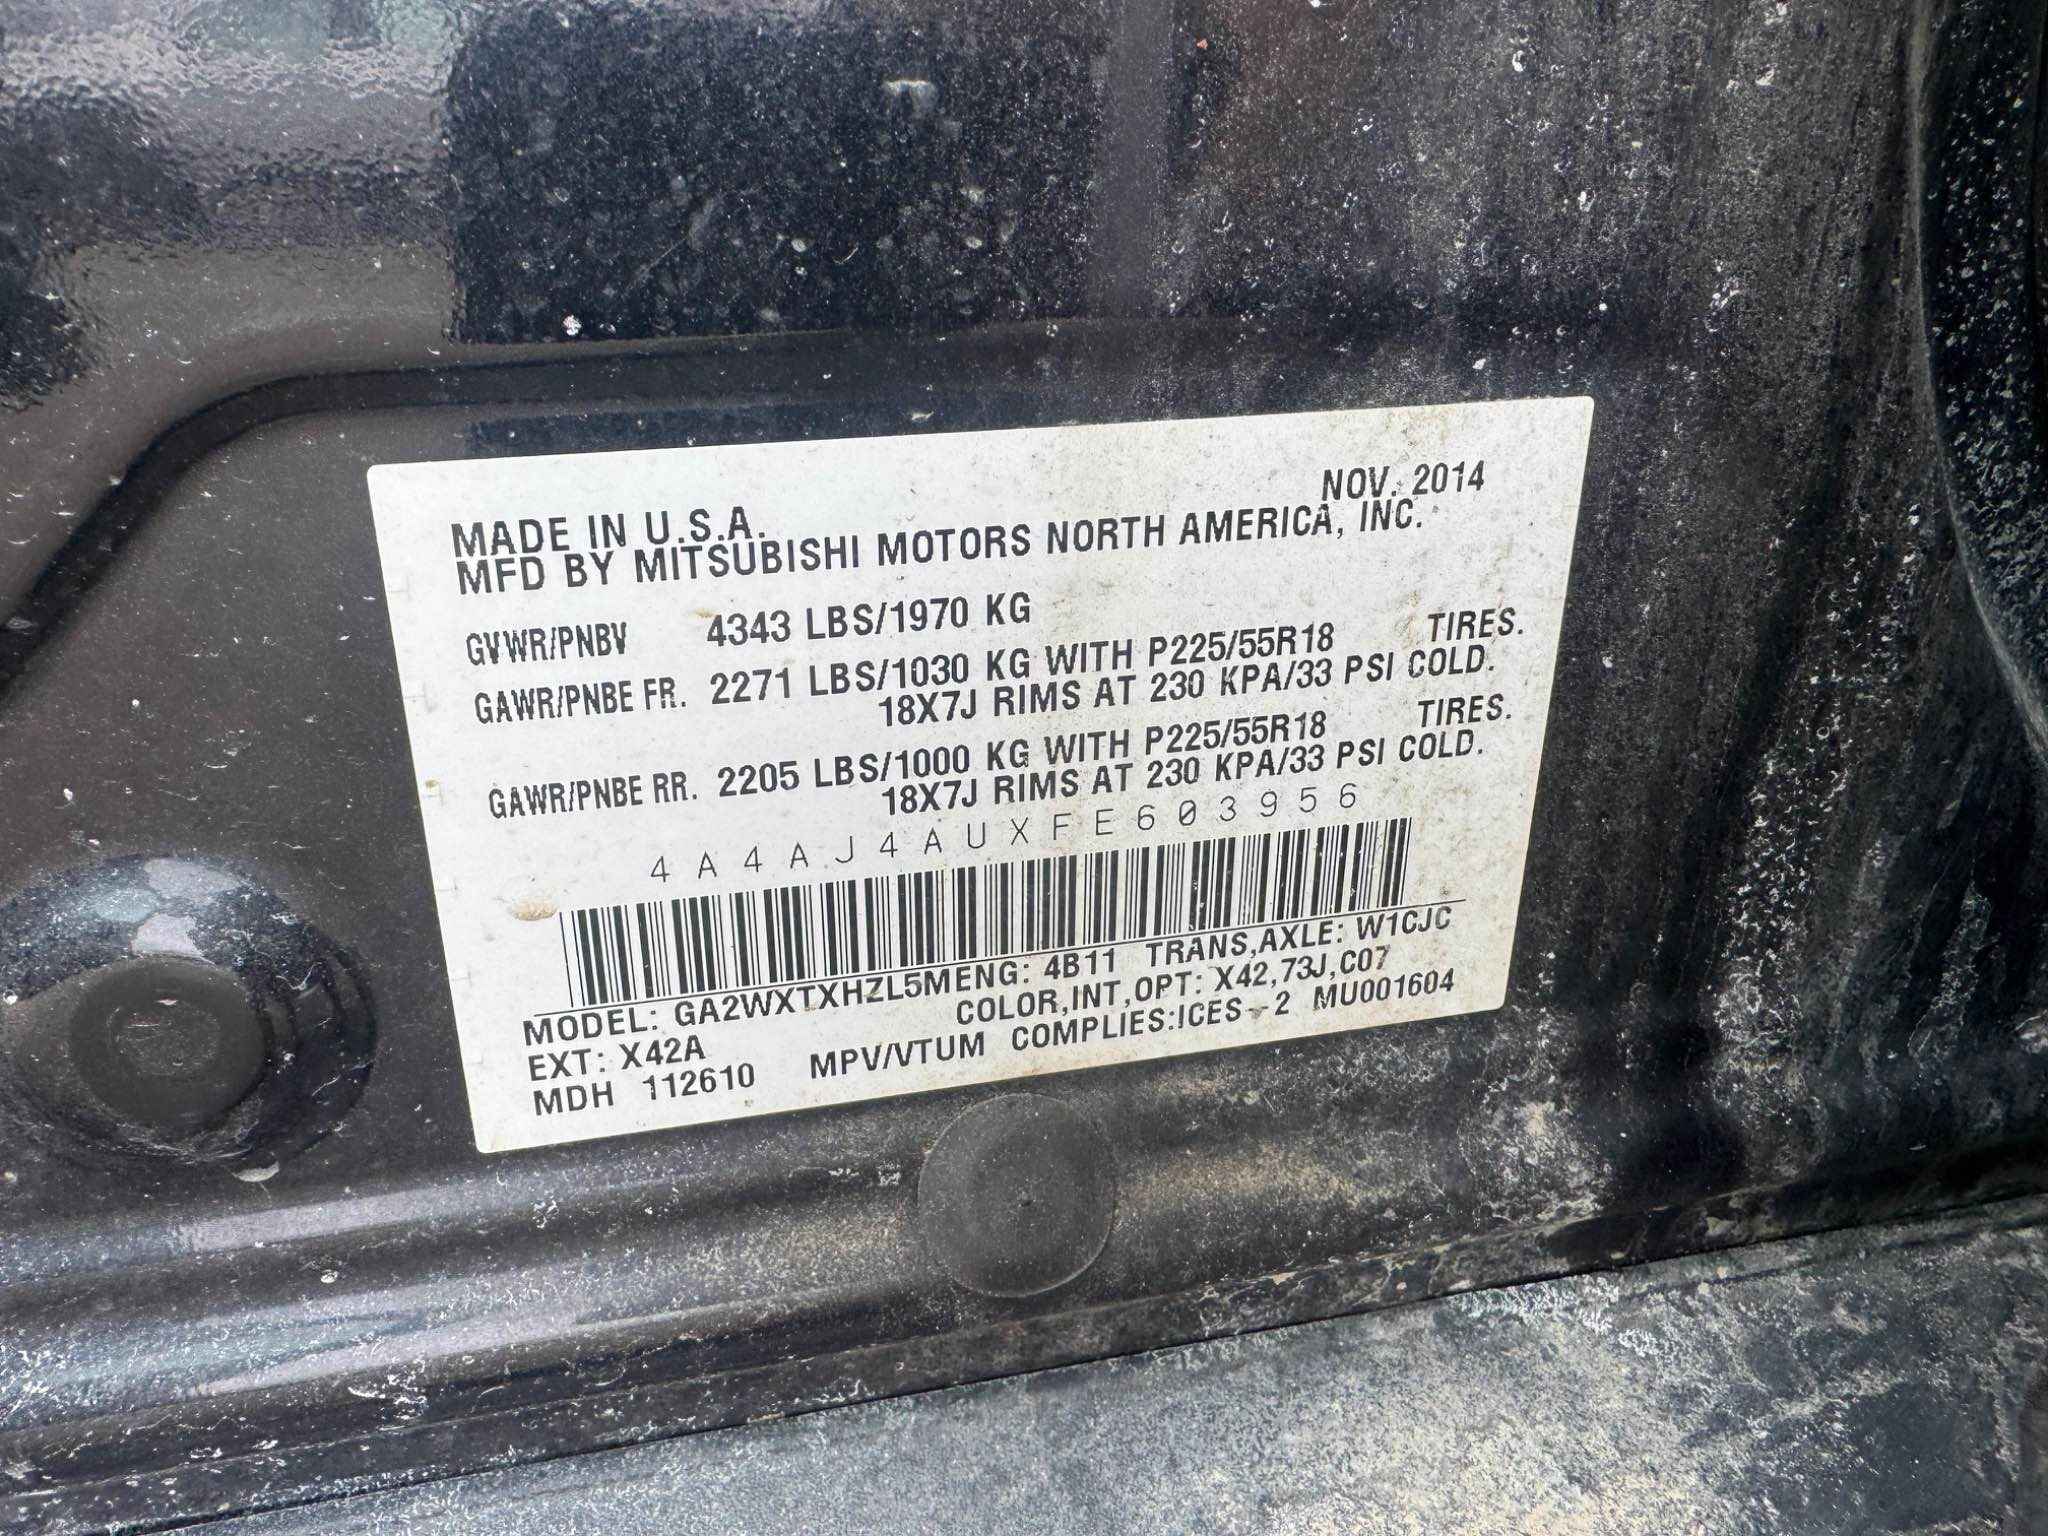 NOV. 2014
MADE IN U.S.A.
MFD BY MITSUBISHI MOTORS NORTH AMERICA, INC.
GVWR/PNBV 4343 LBS/1970 KG
GAWR/PNBE FR. 2271 LBS/1030 KG WITH P225/55R18 TIRES.
18X7J RIMS AT 230 KPA/33 PSI COLD.
GAWR/PNBE RR. 2205 LBS/1000 KG WITH P225/55R18 TIRES.
18X7J RIMS AT 230 KPA/33 PSI COLD.
4A4AJ4AUXFE603956
MODEL: GA2WXTXHZL5MENG: 4B11 TRANS,AXLE: W1CJC
EXT: X42A COLOR,INT,OPT: X42,73J,C07
MDH 112610 MPV/VTUM COMPLIES:ICES-2 MU001604